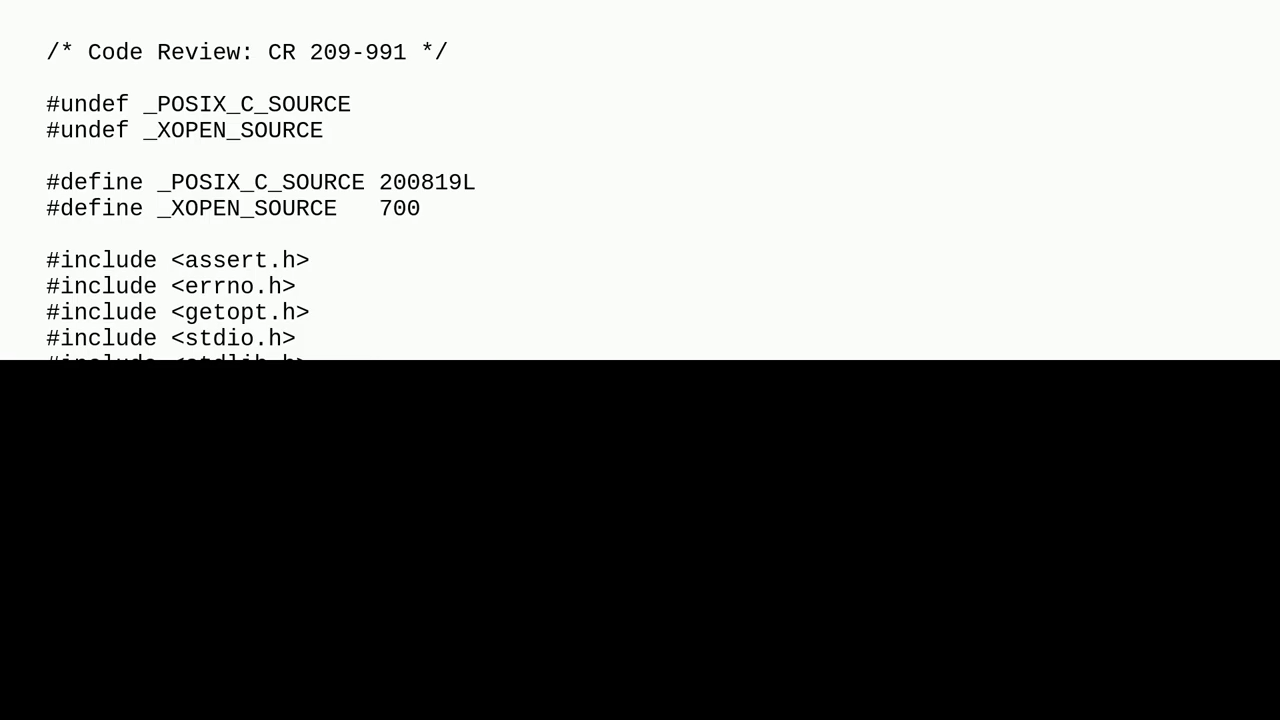 /* Code Review: CR 209-991 */
#undef _POSIX_C_SOURCE
#undef _XOPEN_SOURCE
#define _POSIX_C_SOURCE 200819L
#define _XOPEN_SOURCE   700
#include <assert.h>
#include <errno.h>
#include <getopt.h>
#include <stdio.h>